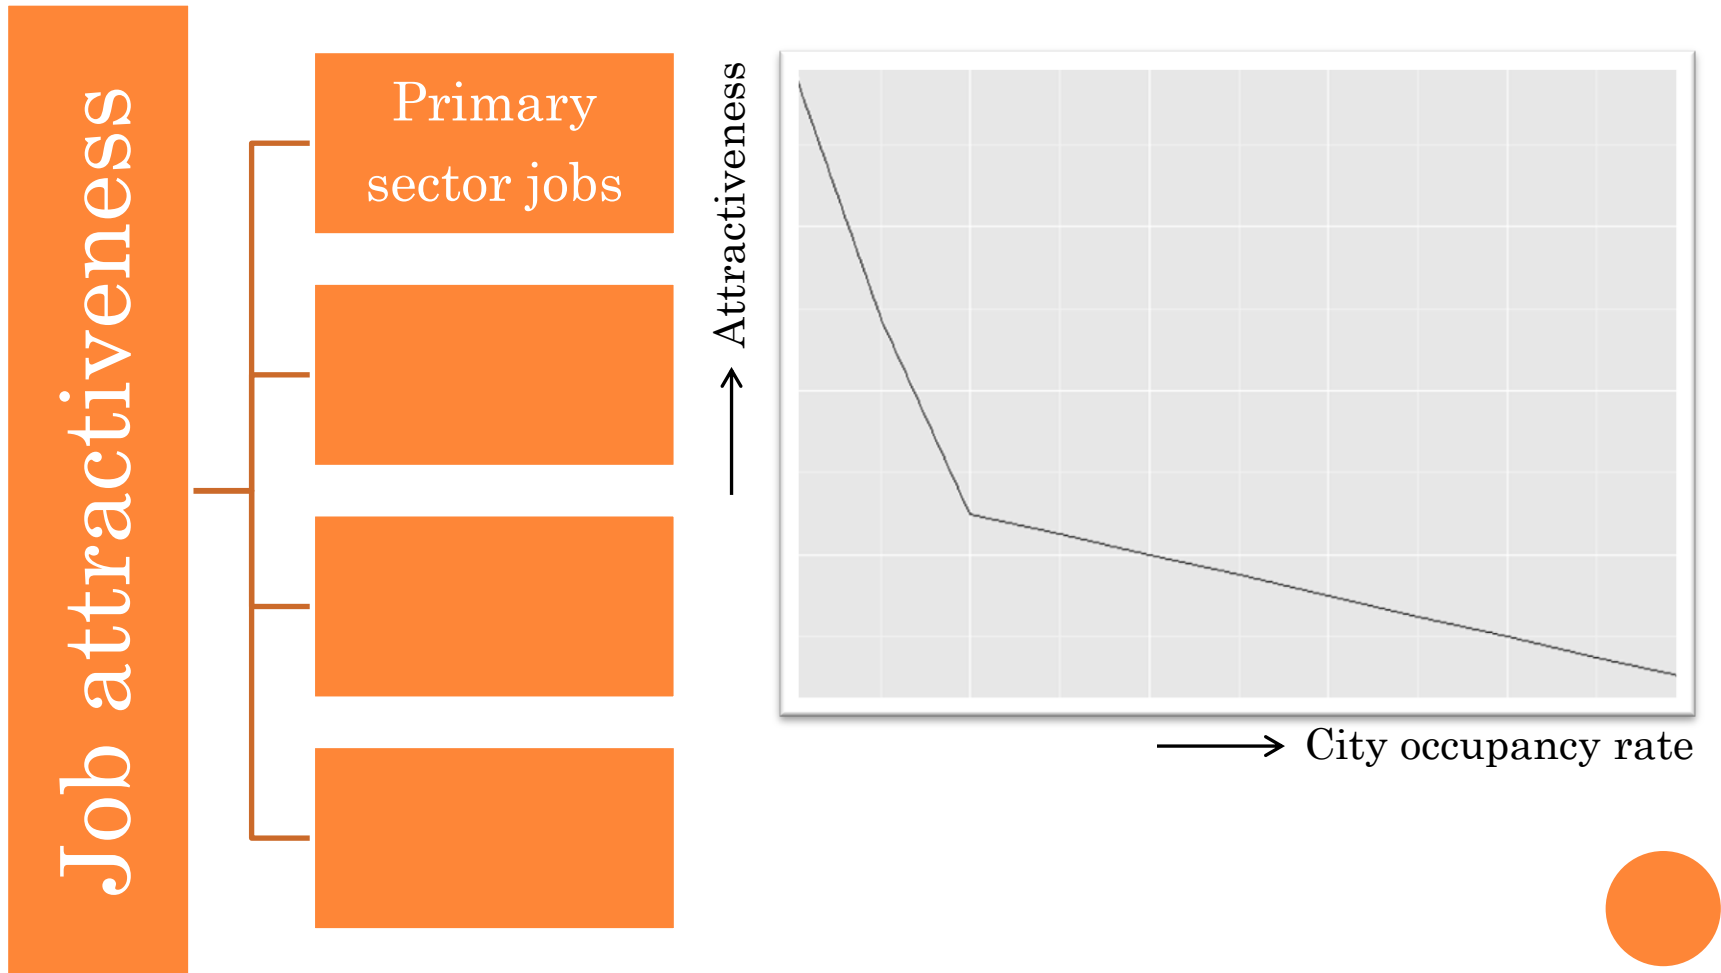 Job attractiveness
Primary
sector jobs
Attractiveness
City occupancy rate